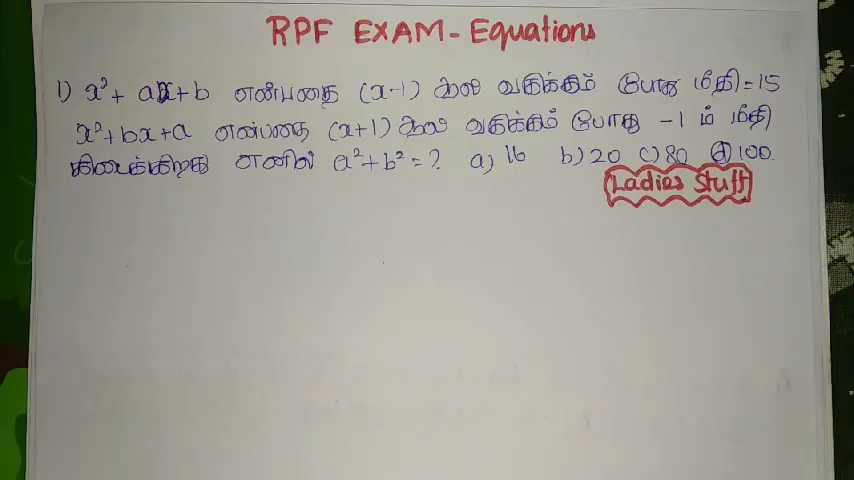 RPF EXAM - Equations
1) x² + ax + b என்பதை (x-1) ஆல் வகுக்கும் போது மீதி = 15
x² + bx + a என்பதை (x+1) ஆல் வகுக்கும் போது -1 ம் மீதி
கிடைக்கிறது எனில் a² + b² = ? a) 16 b) 20 c) 80 d) 100.
Ladies Stuff